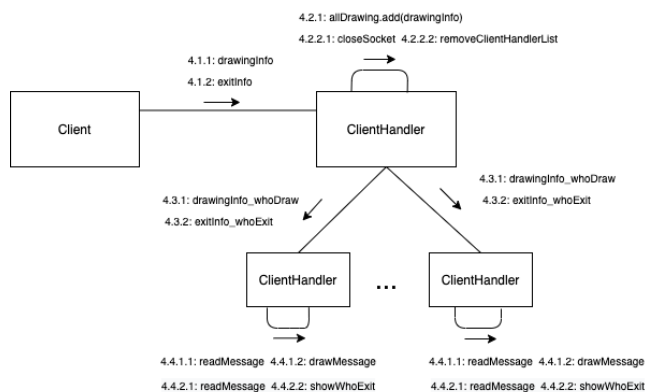 4.2.1: allDrawing.add(drawingInfo)
4.2.2.1: closeSocket 4.2.2.2: removeClientHandlerList
4.1.1: drawingInfo
4.1.2: exitInfo
Client
ClientHandler
4.3.1: drawingInfo_whoDraw
4.3.2: exitInfo_whoExit
4.3.1: drawingInfo_whoDraw
4.3.2: exitInfo_whoExit
ClientHandler
...
ClientHandler
4.4.1.1: readMessage 4.4.1.2: drawMessage
4.4.2.1: readMessage 4.4.2.2: showWhoExit
4.4.1.1: readMessage 4.4.1.2: drawMessage
4.4.2.1: readMessage 4.4.2.2: showWhoExit